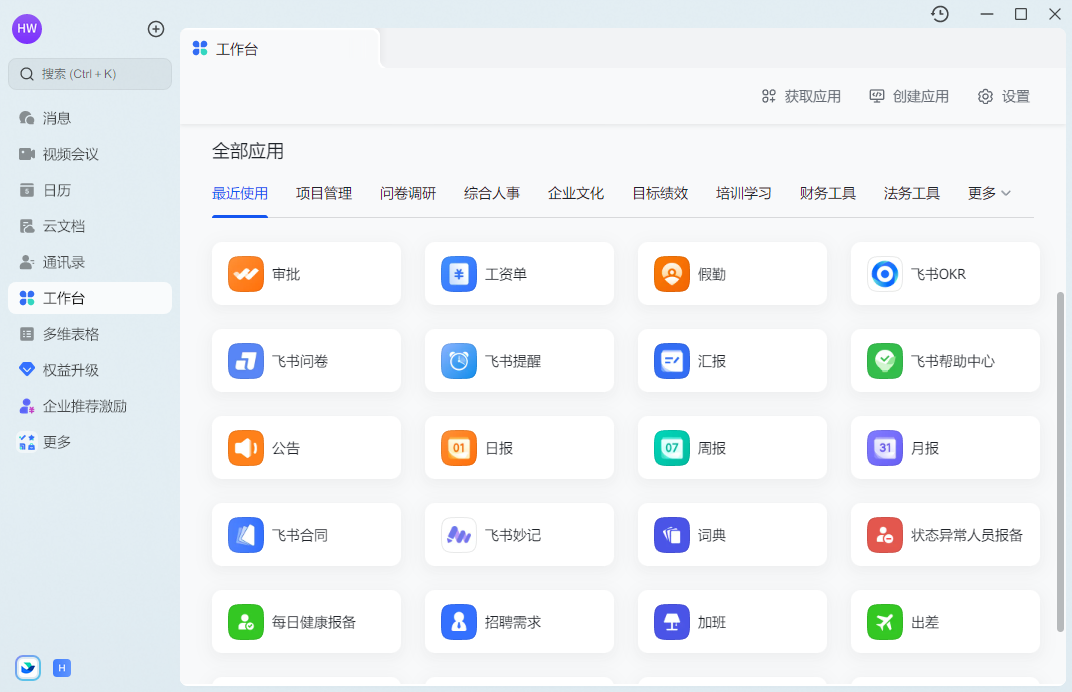 HW
搜索 (Ctrl + K)
消息
视频会议
日历
云文档
通讯录
工作台
多维表格
权益升级
企业推荐激励
更多
H
工作台
获取应用
创建应用
设置
全部应用
最近使用 项目管理 问卷调研 综合人事 企业文化 目标绩效 培训学习 财务工具 法务工具 更多
审批 工资单 假勤 飞书OKR
飞书问卷 飞书提醒 汇报 飞书帮助中心
公告 01 日报 07 周报 31 月报
飞书合同 飞书妙记 词典 状态异常人员报备
每日健康报备 招聘需求 加班 出差